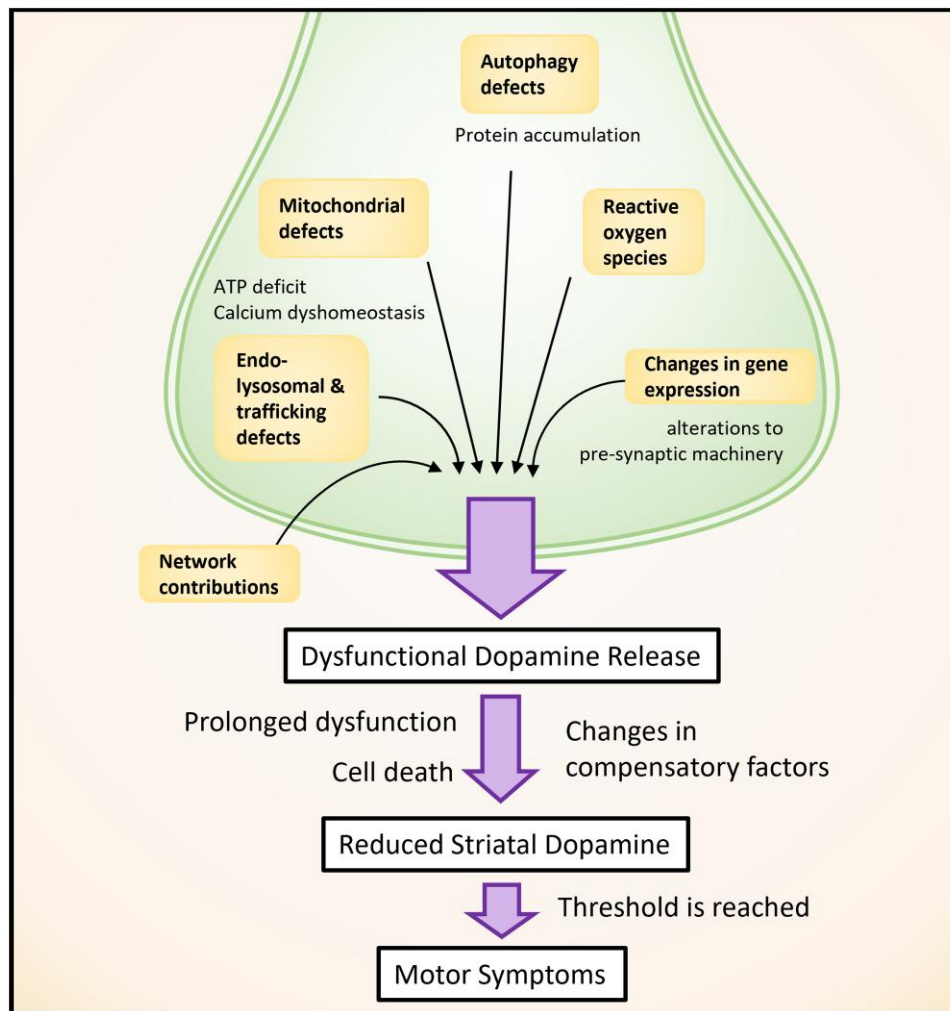 Autophagy
defects
Protein accumulation
Mitochondrial
defects
Reactive
oxygen
species
ATP deficit
Calcium dyshomeostasis
Endo-
lysosomal &
trafficking
defects
Changes in gene
expression
alterations to
pre-synaptic machinery
Network
contributions
Dysfunctional Dopamine Release
Prolonged dysfunction
Cell death
Changes in
compensatory factors
Reduced Striatal Dopamine
Threshold is reached
Motor Symptoms